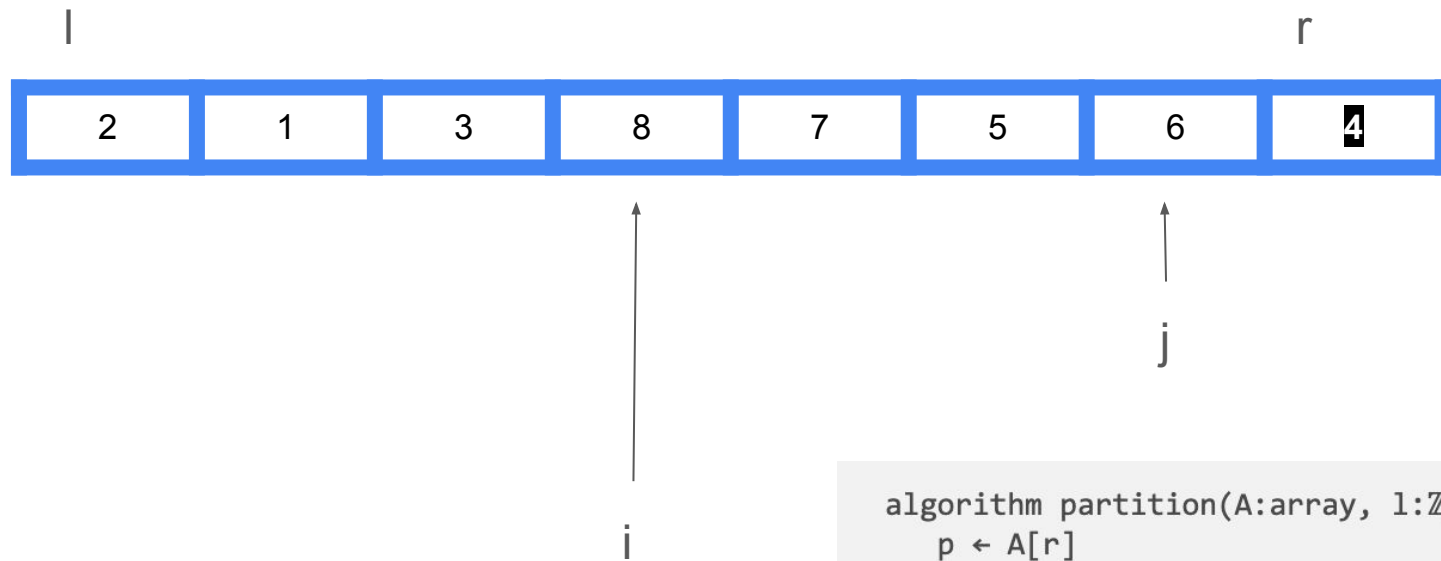 l r
2 1 3 8 7 5 6 4
j
algorithm partition(A:array, l:ℤ
p ← A[r]
i